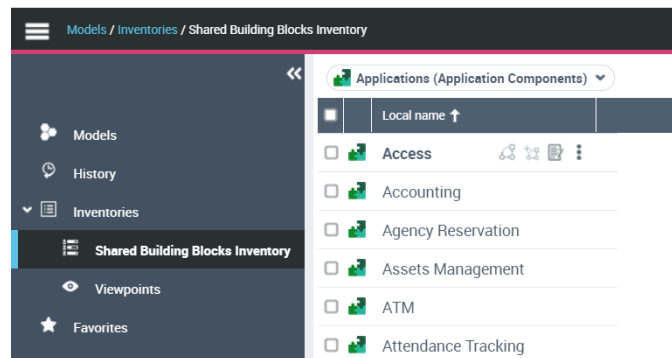 Models / Inventories / Shared Building Blocks Inventory
Models
History
Inventories
Shared Building Blocks Inventory
Viewpoints
Favorites
Applications (Application Components)
Local name
Access
Accounting
Agency Reservation
Assets Management
ATM
Attendance Tracking